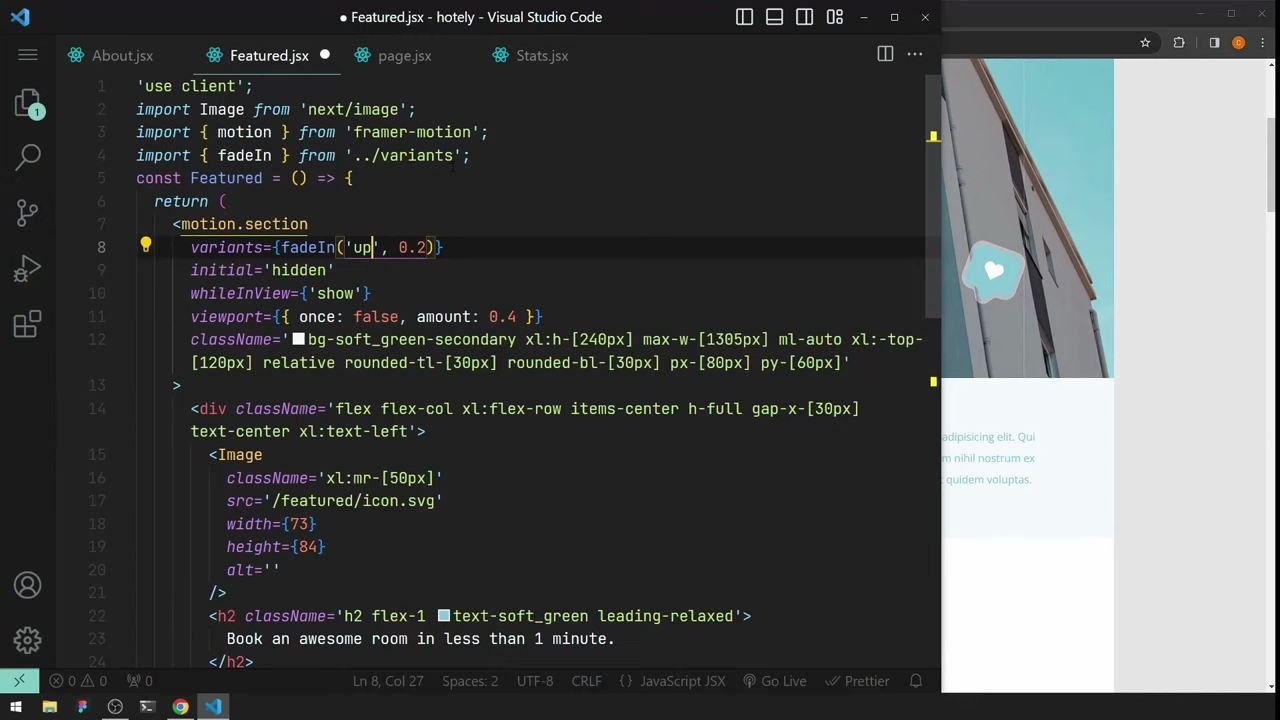 ● Featured.jsx - hotely - Visual Studio Code
About.jsx
Featured.jsx ●
page.jsx
Stats.jsx
1
1 'use client';
2 import Image from 'next/image';
3 import { motion } from 'framer-motion';
4 import { fadeIn } from '../variants';
5 const Featured = () => {
6 return (
7 <motion.section
8 variants={fadeIn('up', 0.2)}
9 initial='hidden'
10 whileInView={'show'}
11 viewport={{ once: false, amount: 0.4 }}
12 className='bg-soft_green-secondary xl:h-[240px] max-w-[1305px] ml-auto xl:-top-
[120px] relative rounded-tl-[30px] rounded-bl-[30px] px-[80px] py-[60px]'
13 >
14 <div className='flex flex-col xl:flex-row items-center h-full gap-x-[30px]
text-center xl:text-left'>
15 <Image
16 className='xl:mr-[50px]'
17 src='/featured/icon.svg'
18 width={73}
19 height={84}
20 alt=''
21 />
22 <h2 className='h2 flex-1 text-soft_green leading-relaxed'>
23 Book an awesome room in less than 1 minute.
24 </h2>
C
adipisicing elit. Qui
nihil nostrum ex
quidem voluptas.
0 0 0
Ln 8, Col 27
Spaces: 2
UTF-8
CRLF
{} JavaScript JSX
Go Live
Prettier